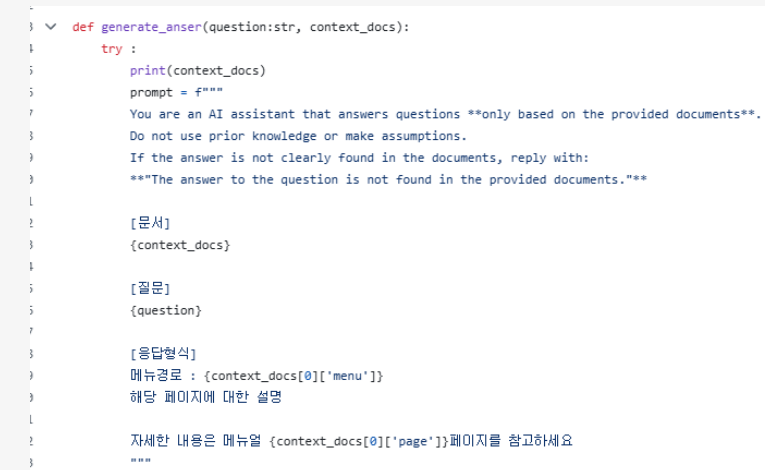 def generate_anser(question:str, context_docs):
try :
print(context_docs)
prompt = f"""
You are an AI assistant that answers questions **only based on the provided documents**.
Do not use prior knowledge or make assumptions.
If the answer is not clearly found in the documents, reply with:
**"The answer to the question is not found in the provided documents."**
[문서]
{context_docs}
[질문]
{question}
[응답형식]
메뉴경로 : {context_docs[0]['menu']}
해당 페이지에 대한 설명
자세한 내용은 메뉴얼 {context_docs[0]['page']}페이지를 참고하세요
"""